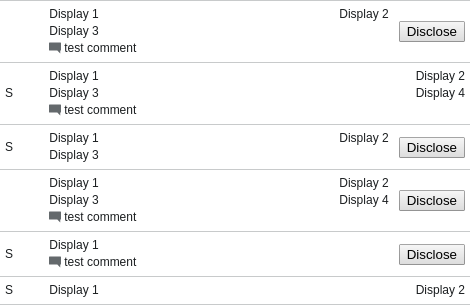 Display 1 Display 2
Display 3 Disclose
test comment
Display 1 Display 2
S Display 3 Display 4
test comment
Display 1 Display 2
S Disclose
Display 3
Display 1 Display 2
Display 3 Display 4 Disclose
test comment
Display 1
S Disclose
test comment
S Display 1 Display 2